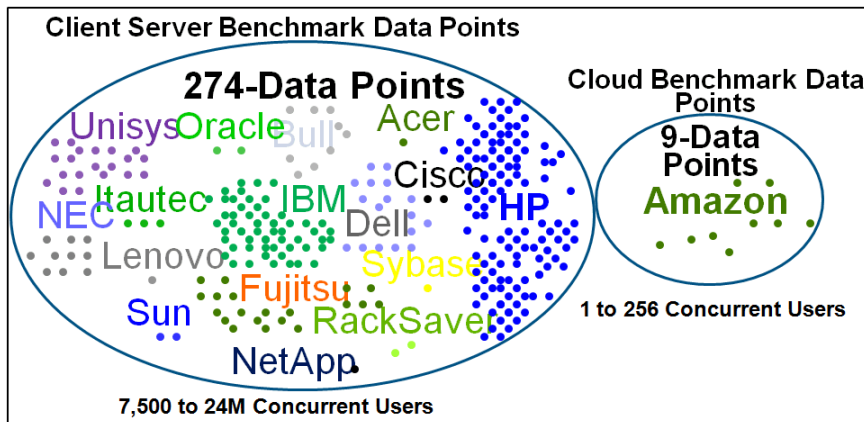 Client Server Benchmark Data Points
274-Data Points
Unisys
Oracle
Bull
Acer
Cisco
NEC
Itautec
IBM
Dell
HP
Lenovo
Sybase
Fujitsu
Sun
RackSaver
NetApp
7,500 to 24M Concurrent Users
Cloud Benchmark Data
Points
9-Data
Points
Amazon
1 to 256 Concurrent Users